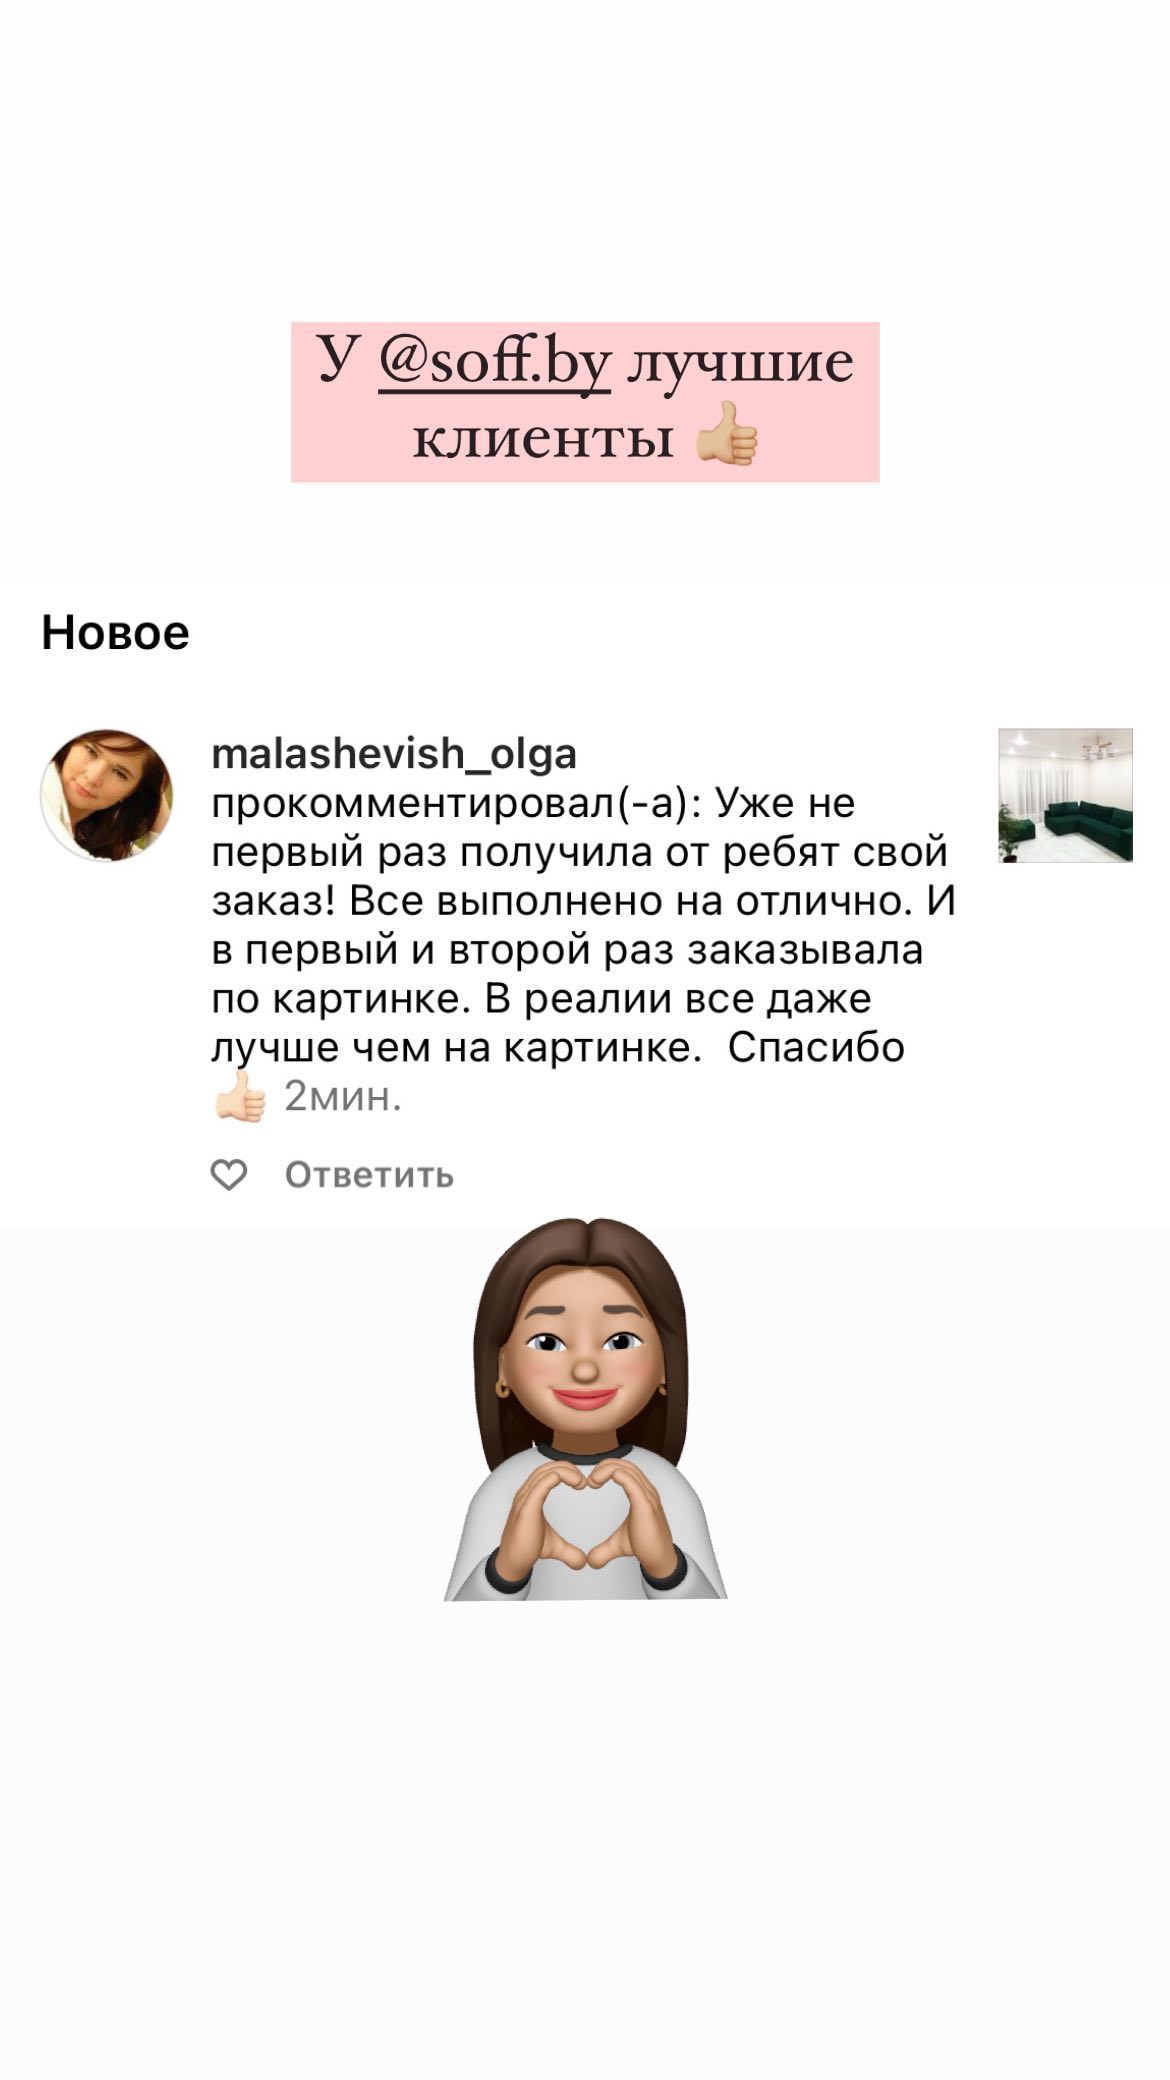 У @soff.by лучшие
клиенты 👍🏼
Новое
malashevish_olga
прокомментировал(-а): Уже не
первый раз получила от ребят свой
заказ! Все выполнено на отлично. И
в первый и второй раз заказывала
по картинке. В реалии все даже
лучше чем на картинке.  Спасибо
👍🏻 2мин.
Ответить